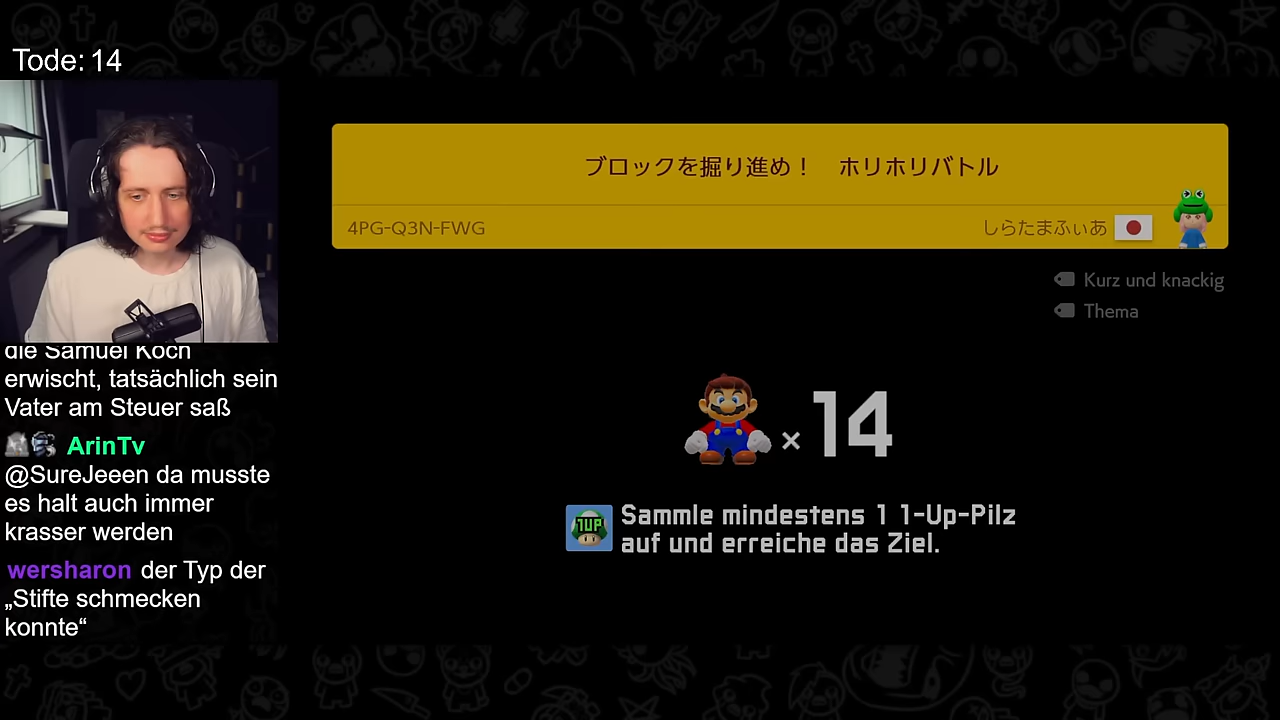 Tode: 14
die Samuel Koch
erwischt, tatsächlich sein
Vater am Steuer saß
ArinTv
@SureJeeen da musste
es halt auch immer
krasser werden
wersharon der Typ der
„Stifte schmecken
konnte“
ブロックを掘り進め！　ホリホリバトル
4PG-Q3N-FWG
しらたまふぃあ
Kurz und knackig
Thema
× 14
1UP
Sammle mindestens 1 1-Up-Pilz
auf und erreiche das Ziel.